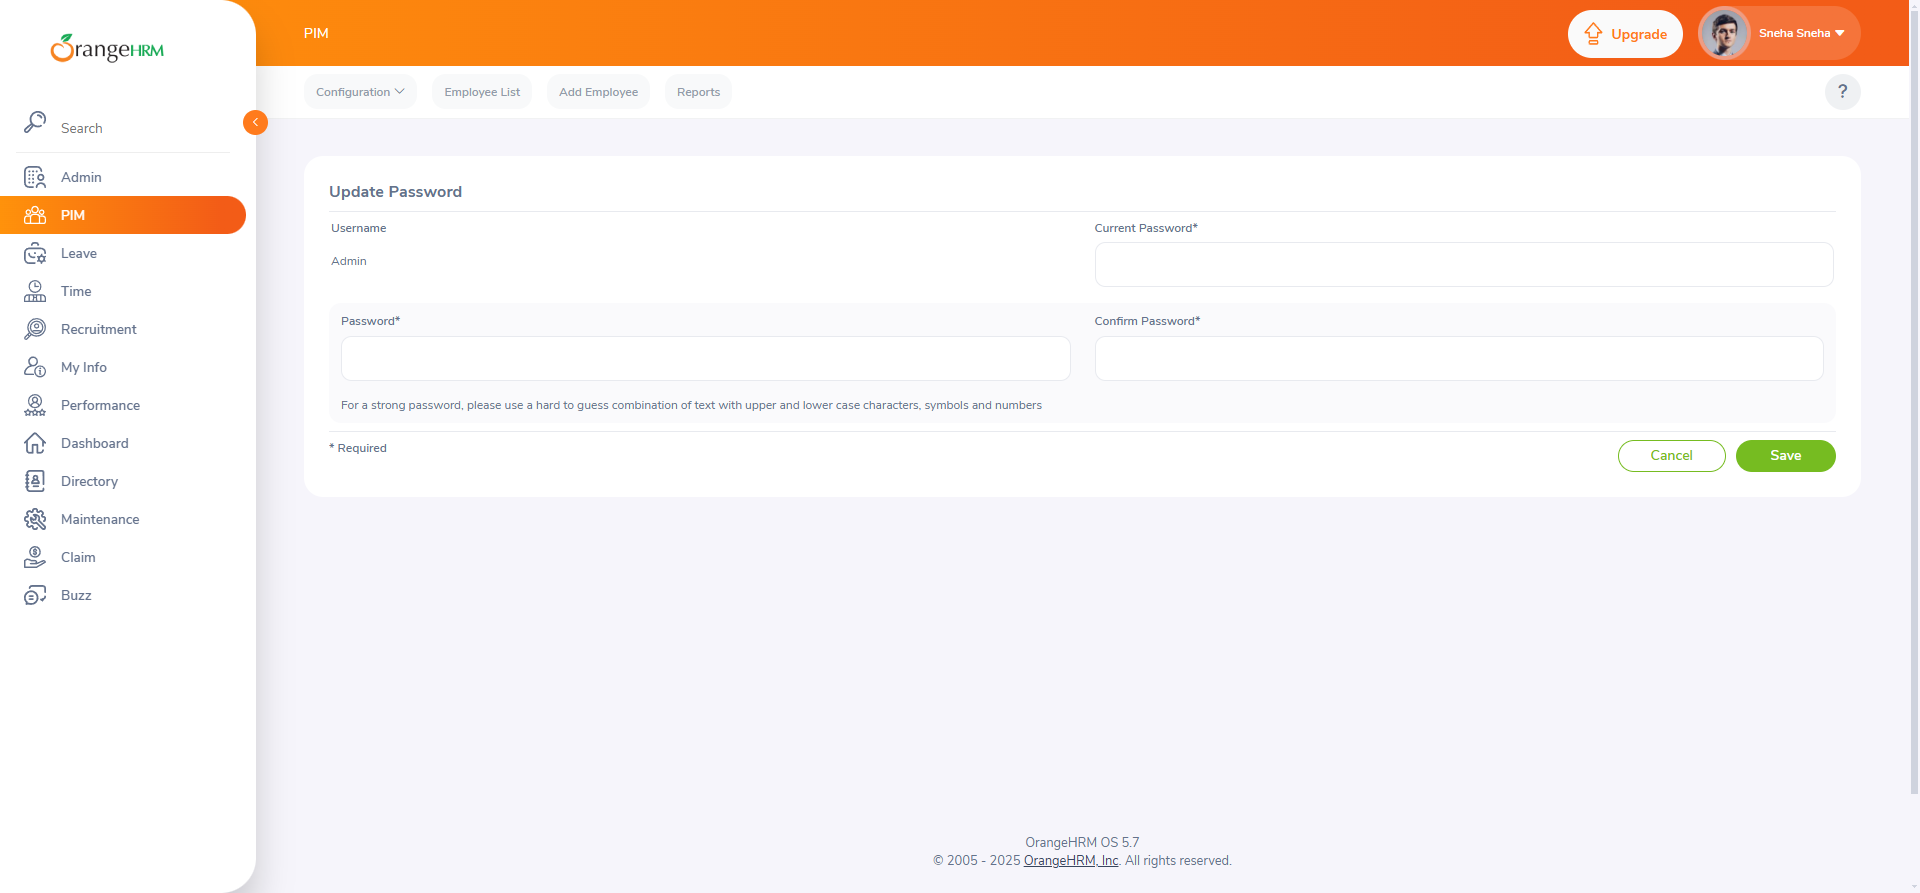 OrangeHRM
Search
Admin
PIM
Leave
Time
Recruitment
My Info
Performance
Dashboard
Directory
Maintenance
Claim
Buzz
PIM
Upgrade
Sneha Sneha
Configuration
Employee List
Add Employee
Reports
?
Update Password
Username
Admin
Current Password*
Password*
Confirm Password*
For a strong password, please use a hard to guess combination of text with upper and lower case characters, symbols and numbers
* Required
Cancel
Save
OrangeHRM OS 5.7
© 2005 - 2025 OrangeHRM, Inc. All rights reserved.